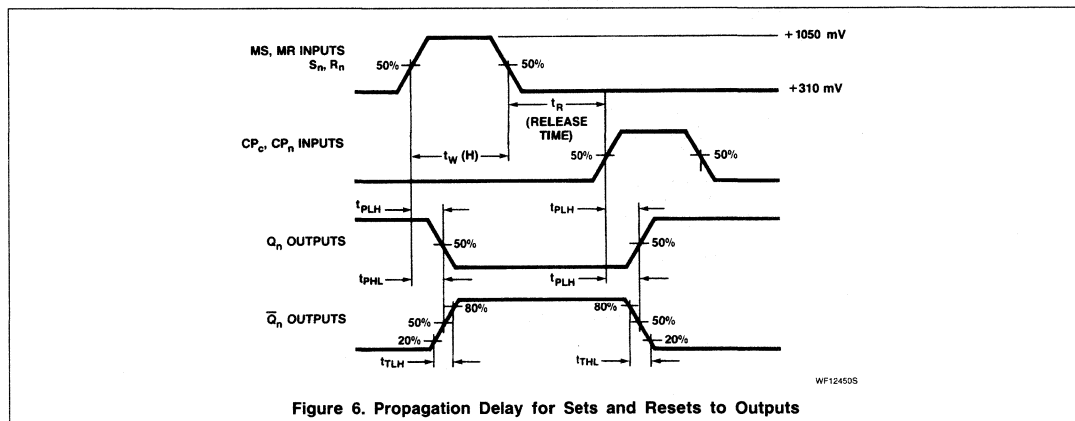 MS, MR INPUTS
Sn, Rn
50%
50%
+1050 mV
+310 mV
tR
(RELEASE
TIME)
CPc, CPn INPUTS
tW (H)
50%
50%
tPLH
tPLH
Qn OUTPUTS
50%
50%
tPHL
tPLH
Q̅n OUTPUTS
80%
80%
50%
50%
20%
20%
tTLH
tTHL
WF12450S
Figure 6. Propagation Delay for Sets and Resets to Outputs